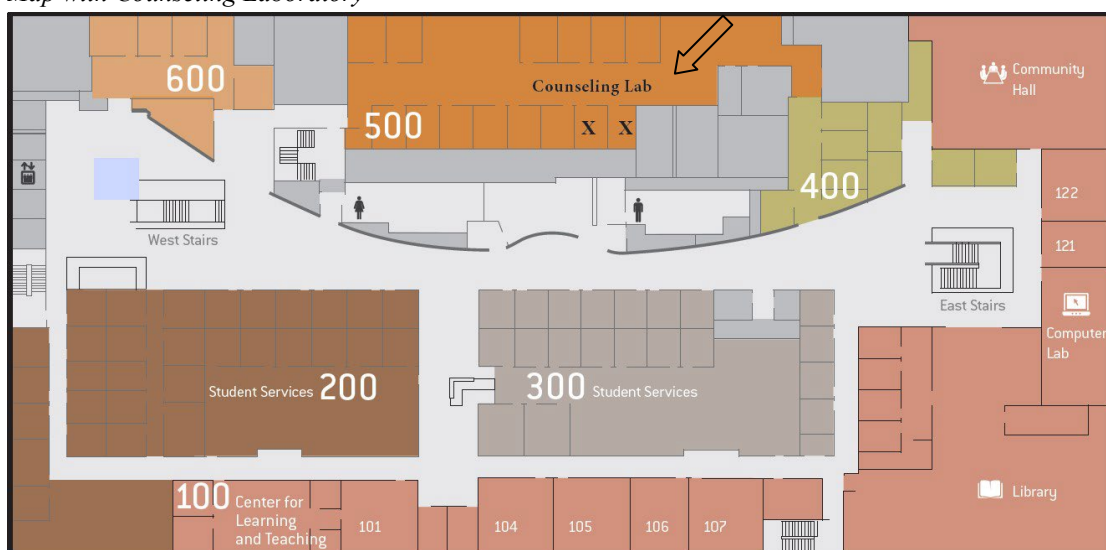 Map with Counseling Laboratory
600
Community
Hall
Counseling Lab
500
X X
400
122
West Stairs
121
East Stairs
Computer
Lab
Student Services 200
300 Student Services
100 Center for
Learning
and Teaching
101
104
105
106
107
Library